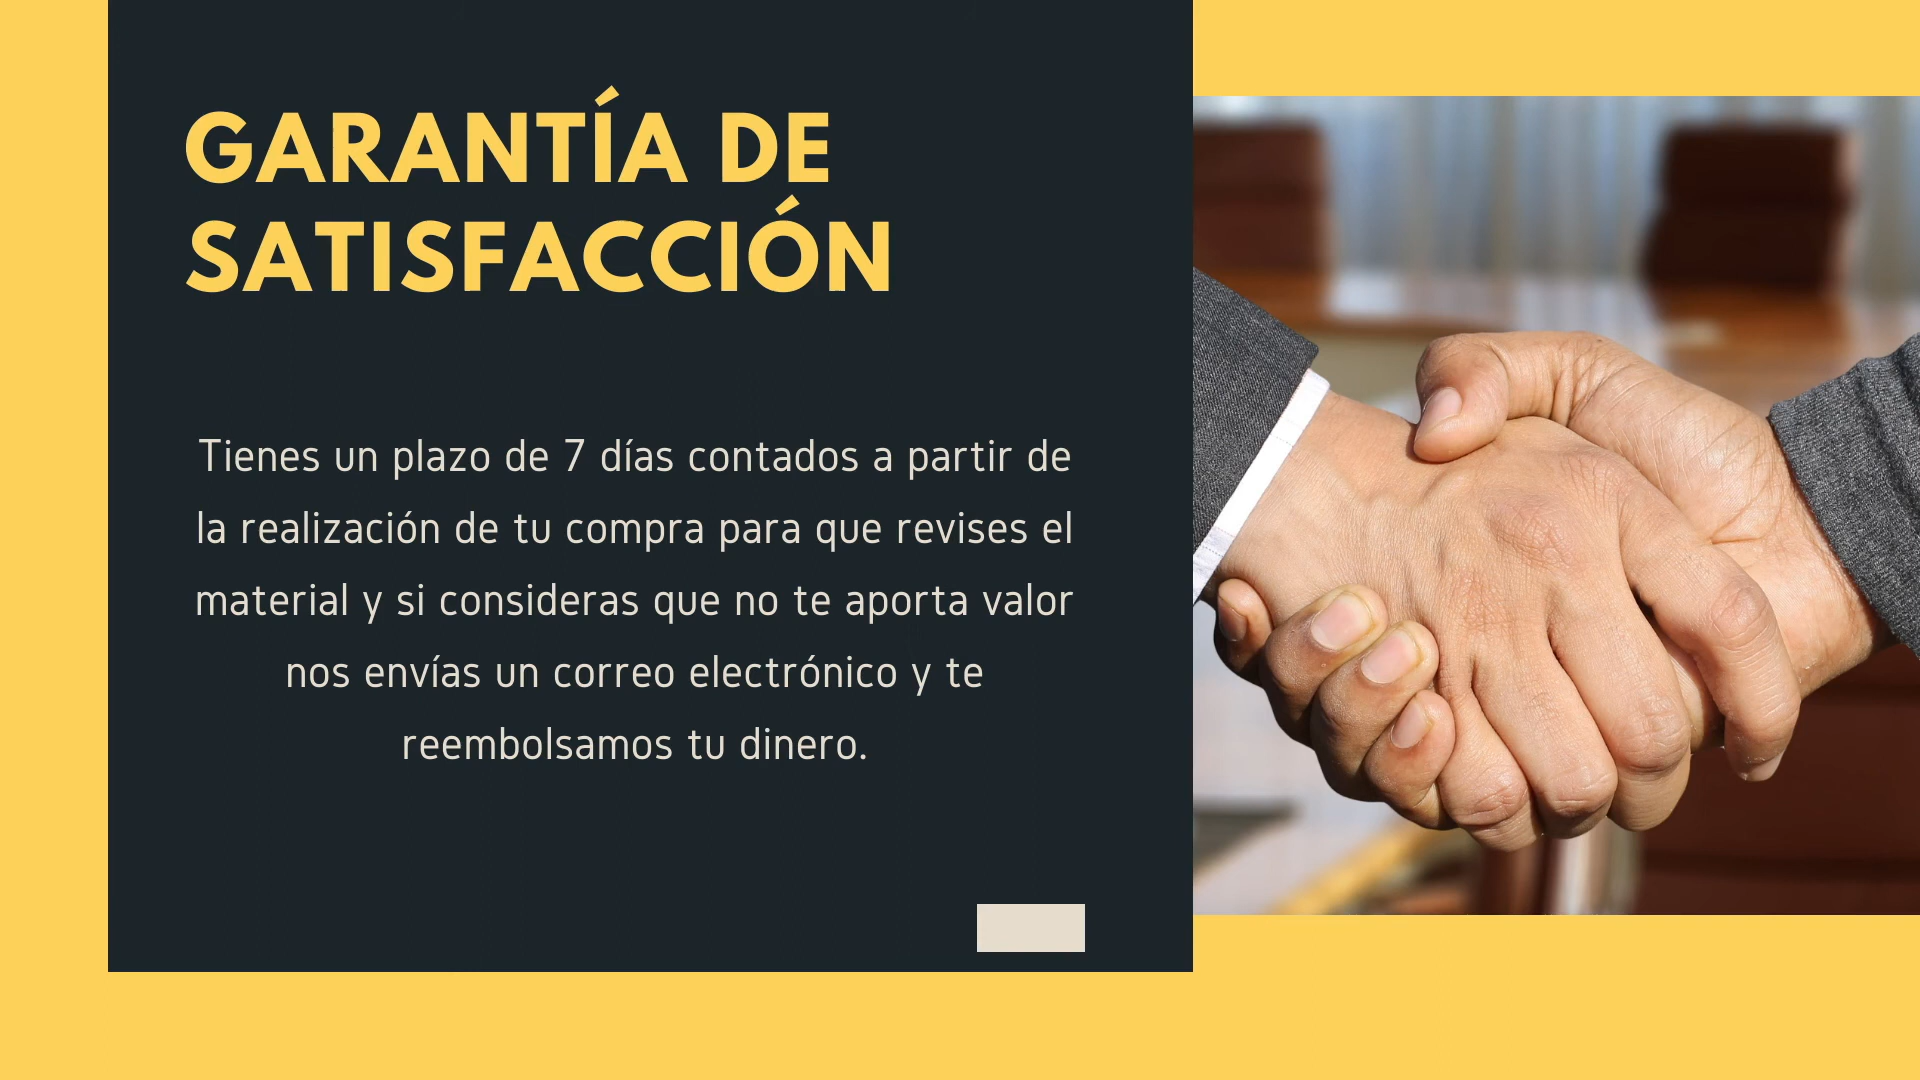 GARANTÍA DE
SATISFACCIÓN
Tienes un plazo de 7 días contados a partir de
la realización de tu compra para que revises el
material y si consideras que no te aporta valor
nos envías un correo electrónico y te
reembolsamos tu dinero.